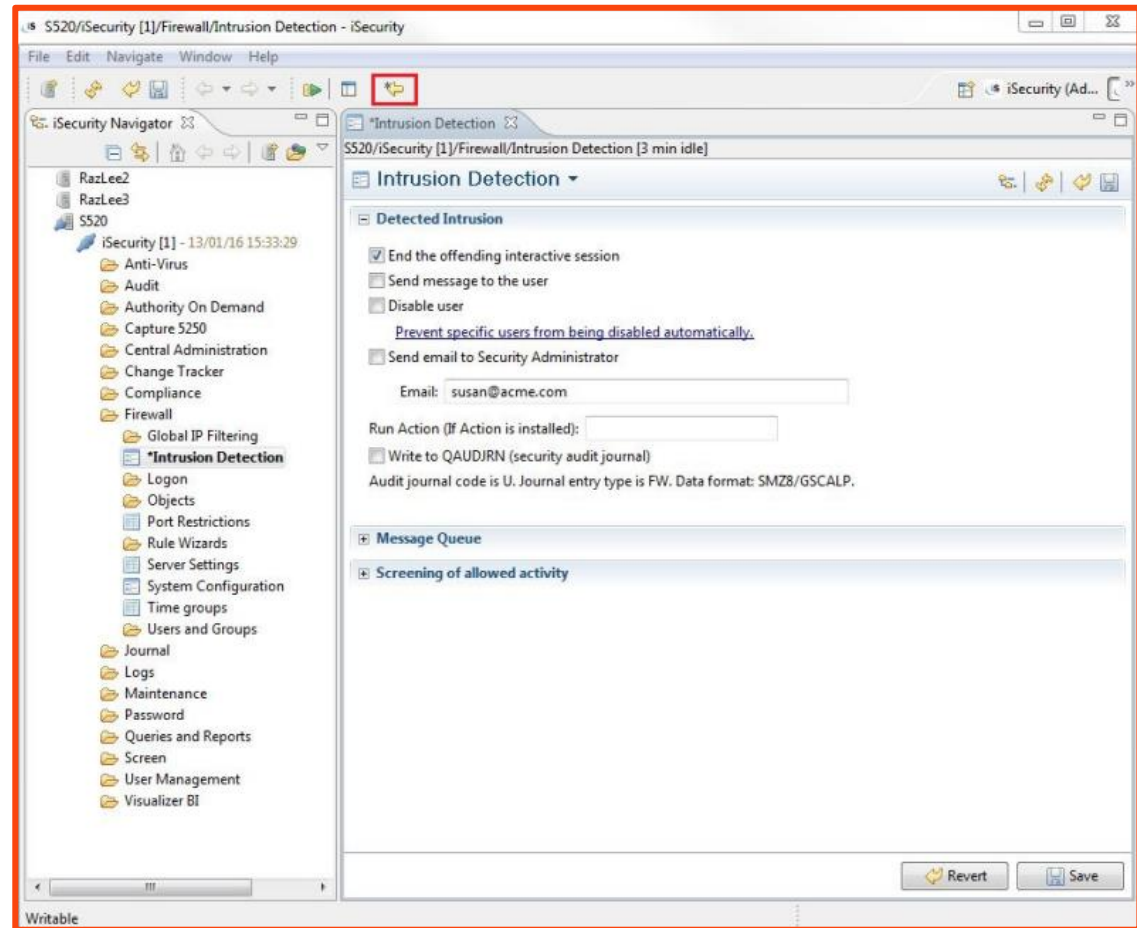 S520/iSecurity [1]/Firewall/Intrusion Detection - iSecurity
File Edit Navigate Window Help
iSecurity (Ad...
iSecurity Navigator
RazLee2
RazLee3
S520
iSecurity [1] - 13/01/16 15:33:29
Anti-Virus
Audit
Authority On Demand
Capture 5250
Central Administration
Change Tracker
Compliance
Firewall
Global IP Filtering
*Intrusion Detection
Logon
Objects
Port Restrictions
Rule Wizards
Server Settings
System Configuration
Time groups
Users and Groups
Journal
Logs
Maintenance
Password
Queries and Reports
Screen
User Management
Visualizer BI
*Intrusion Detection
S520/iSecurity [1]/Firewall/Intrusion Detection [3 min idle]
Intrusion Detection
Detected Intrusion
End the offending interactive session
Send message to the user
Disable user
Prevent specific users from being disabled automatically.
Send email to Security Administrator
Email: susan@acme.com
Run Action (If Action is installed):
Write to QAUDJRN (security audit journal)
Audit journal code is U. Journal entry type is FW. Data format: SMZ8/GSCALP.
Message Queue
Screening of allowed activity
Revert Save
Writable